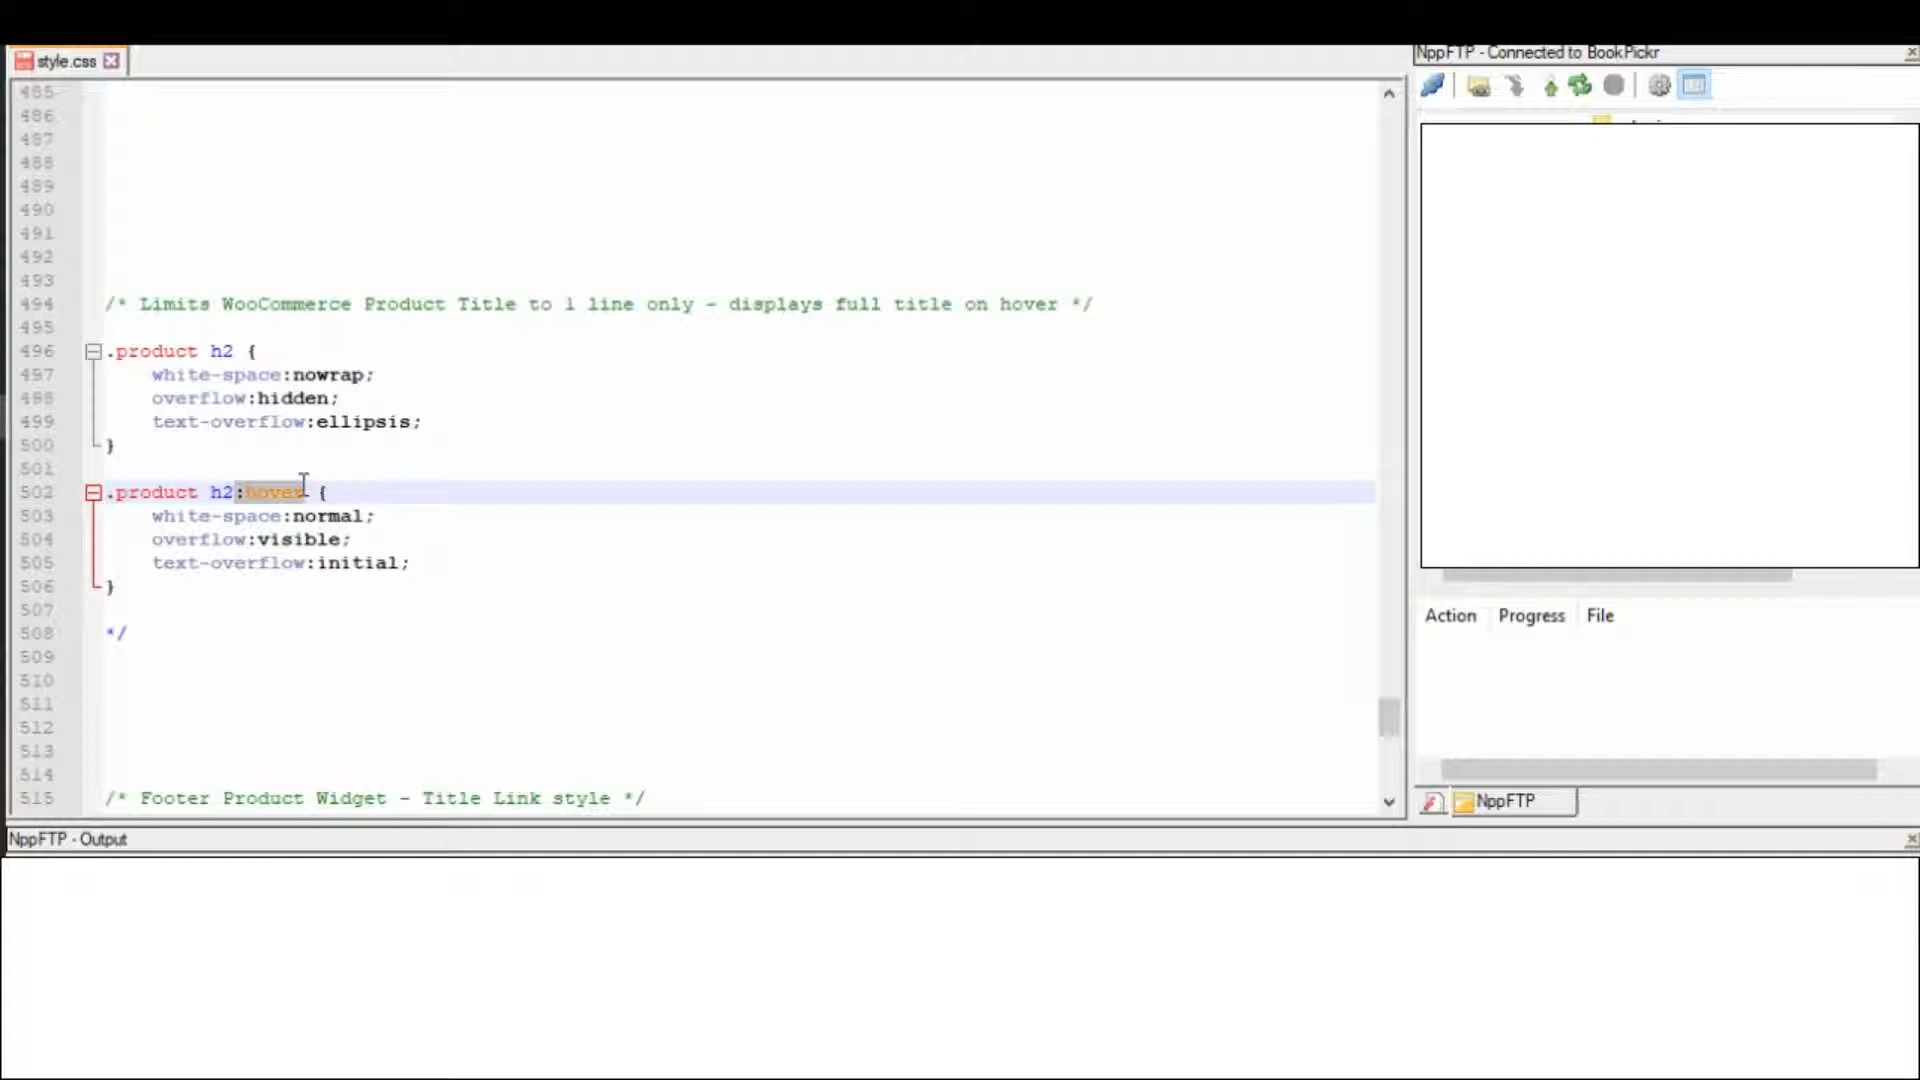 style.css
NppFTP - Connected to BookPickr
485
486
487
488
489
490
491
492
493
494 /* Limits WooCommerce Product Title to 1 line only - displays full title on hover */
495
496 .product h2 {
497 white-space:nowrap;
498 overflow:hidden;
499 text-overflow:ellipsis;
500 }
501
502 .product h2:hover {
503 white-space:normal;
504 overflow:visible;
505 text-overflow:initial;
506 }
507
508 */
509
510
511
512
513
514
515 /* Footer Product Widget - Title Link style */
Action Progress File
NppFTP
NppFTP - Output